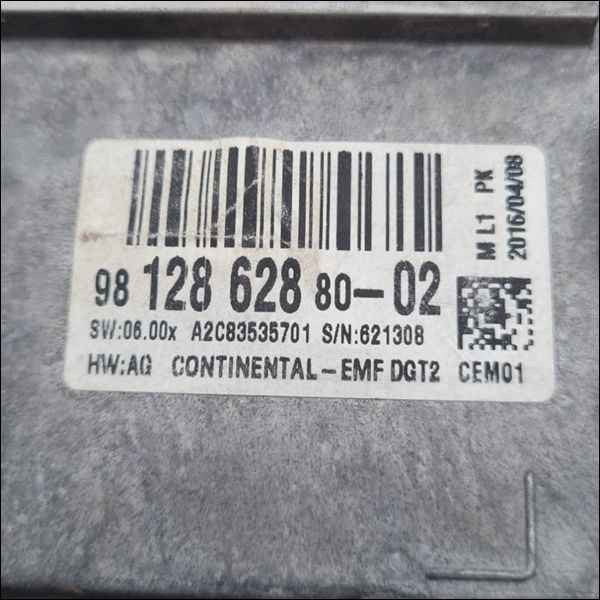 M L1 PK
2016/04/08
98 128 628 80-02
SW:06.00x A2C83535701 S/N:621308
HW:AG CONTINENTAL-EMF DGT2 CEM01